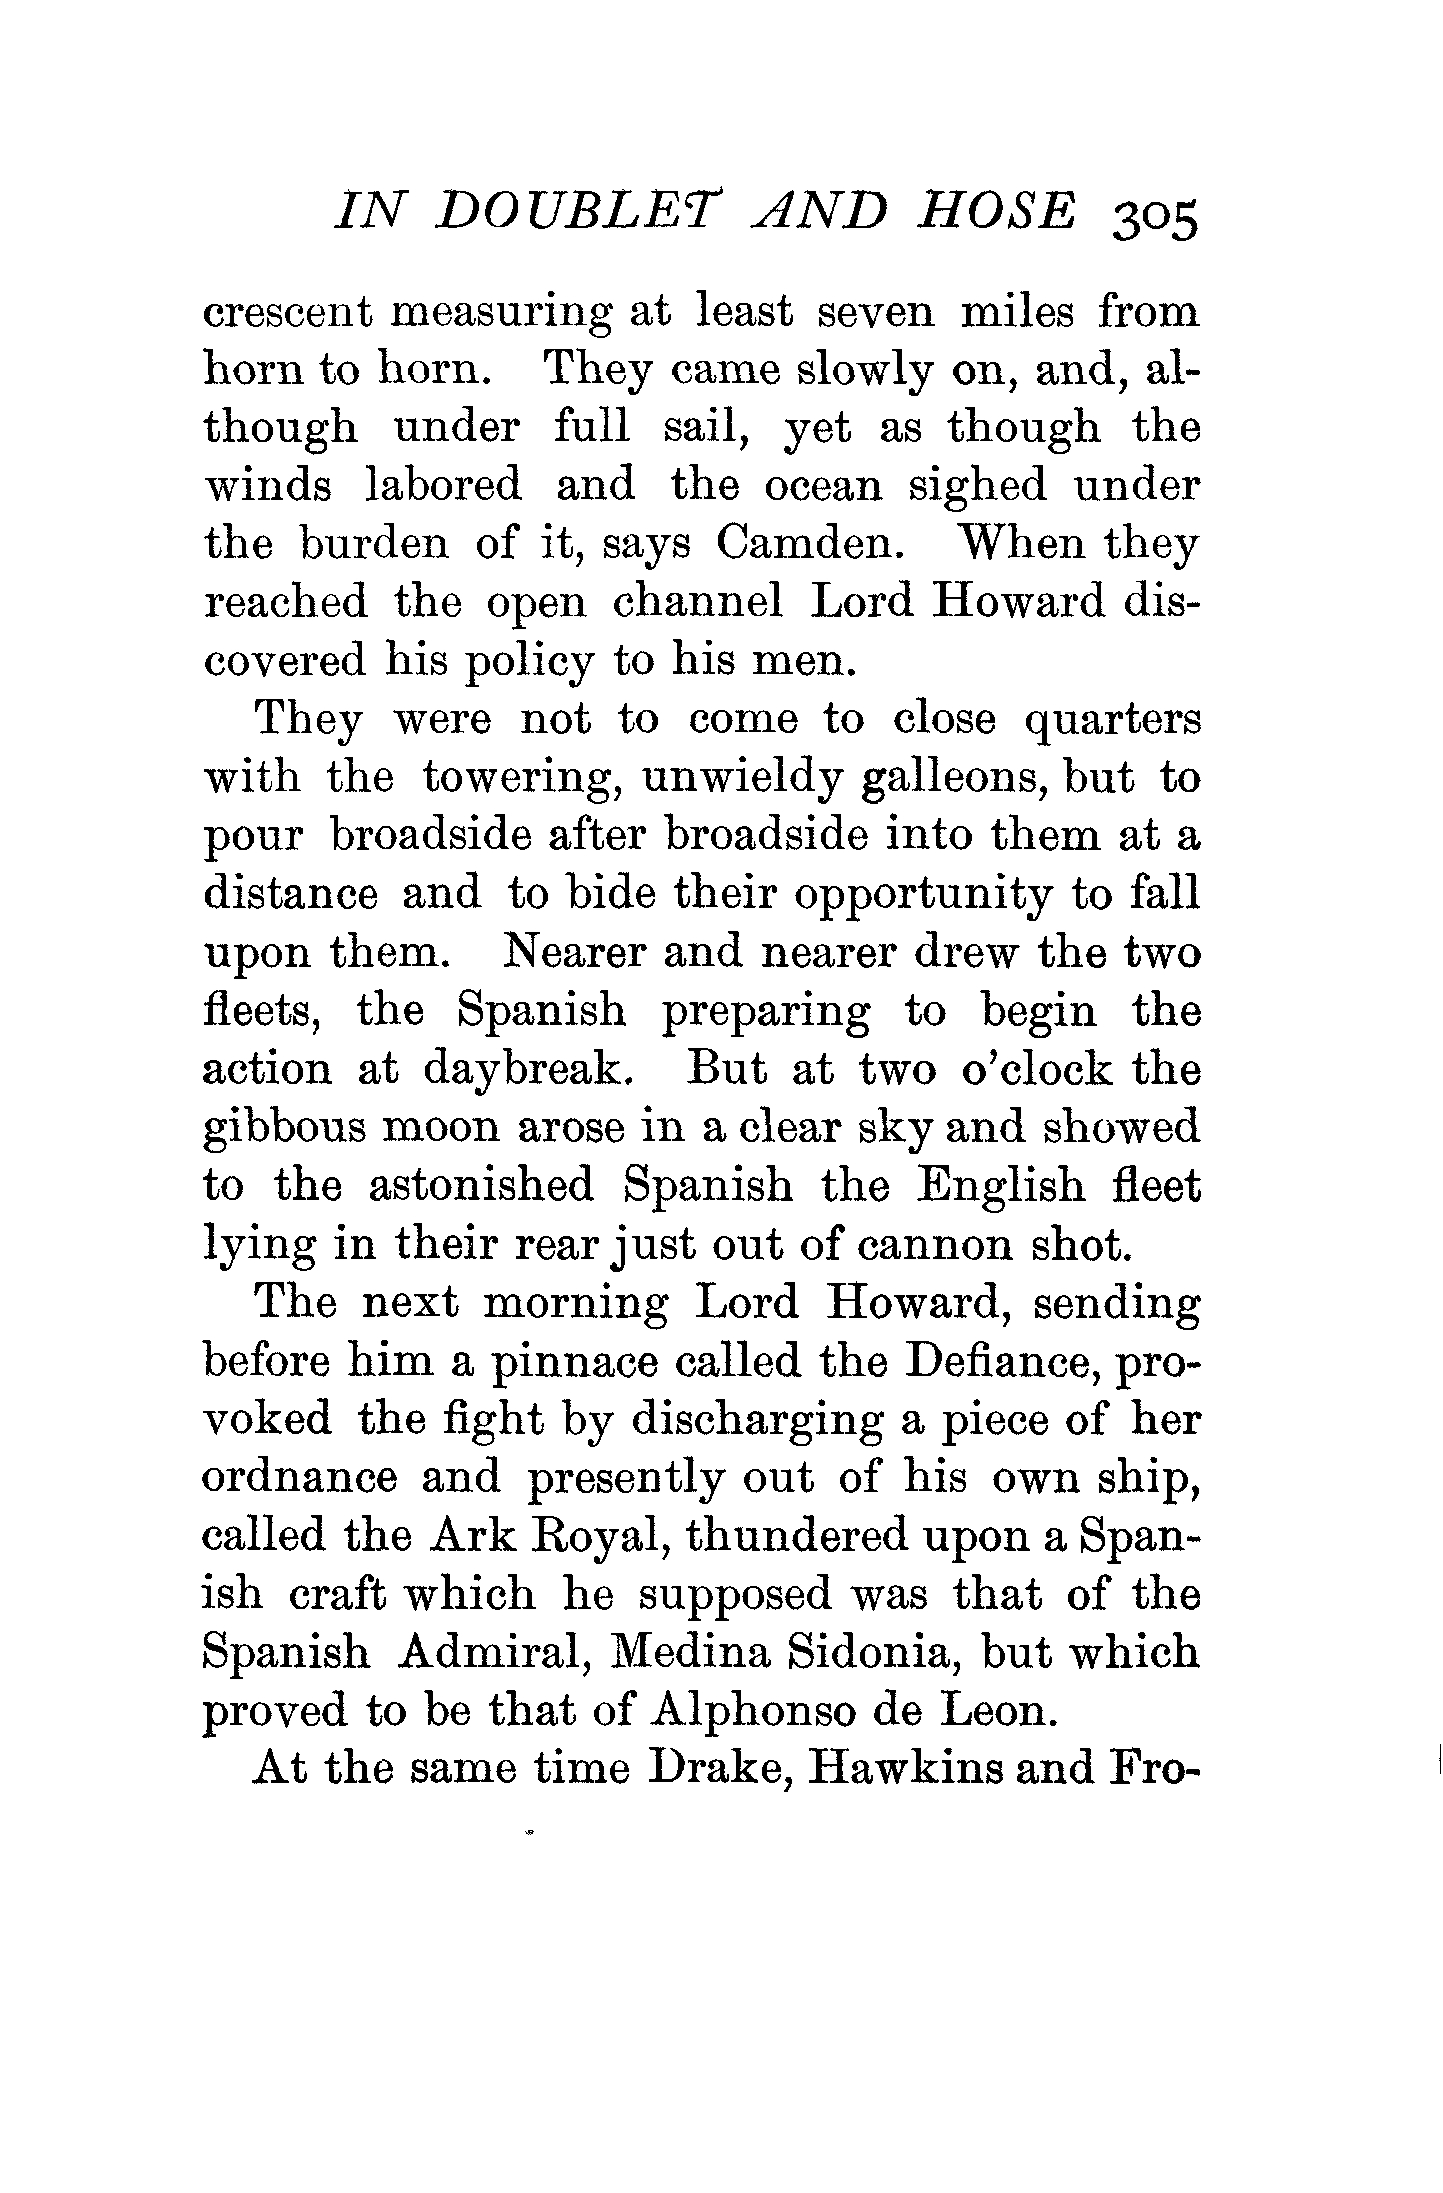 IN DOUBLET AND HOSE 305
crescent measuring at least seven miles from
horn to horn. They came slowly on, and, al-
though under full sail, yet as though the
winds labored and the ocean sighed under
the burden of it, says Camden. When they
reached the open channel Lord Howard dis-
covered his policy to his men.
They were not to come to close quarters
with the towering, unwieldy galleons, but to
pour broadside after broadside into them at a
distance and to bide their opportunity to fall
upon them. Nearer and nearer drew the two
fleets, the Spanish preparing to begin the
action at daybreak. But at two o'clock the
gibbous moon arose in a clear sky and showed
to the astonished Spanish the English fleet
lying in their rear just out of cannon shot.
The next morning Lord Howard, sending
before him a pinnace called the Defiance, pro-
voked the fight by discharging a piece of her
ordnance and presently out of his own ship,
called the Ark Royal, thundered upon a Span-
ish craft which he supposed was that of the
Spanish Admiral, Medina Sidonia, but which
proved to be that of Alphonso de Leon.
At the same time Drake, Hawkins and Fro-